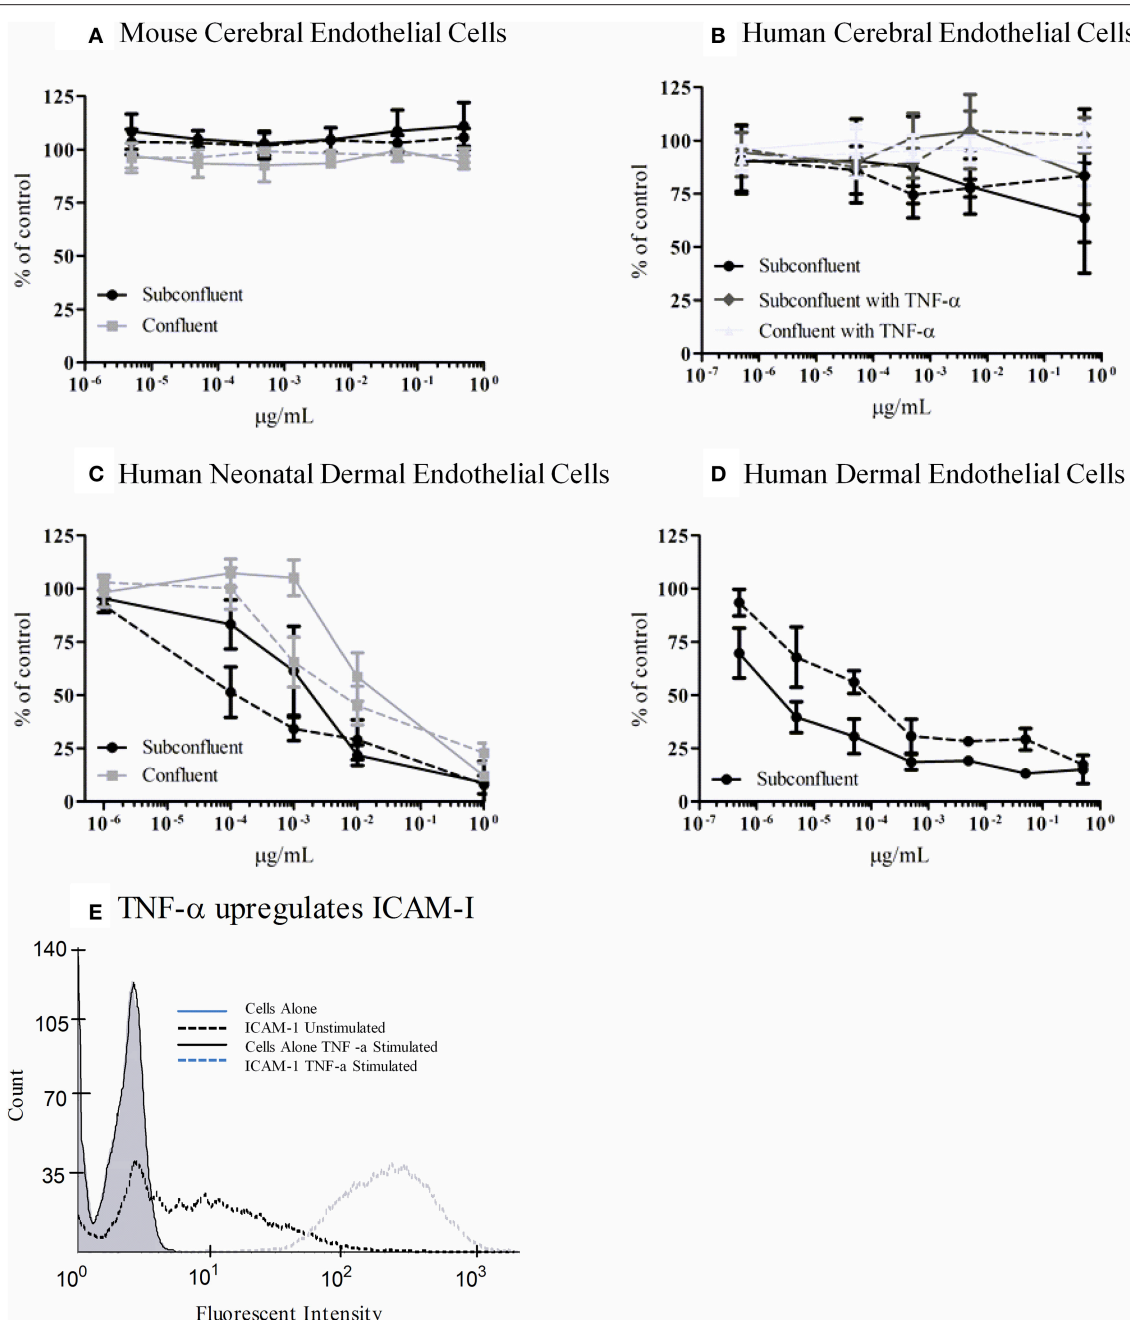 A Mouse Cerebral Endothelial Cells
125
100
75
50
25
0
% of control
Subconfluent
Confluent
10-6 10-5 10-4 10-3 10-2 10-1 100
µg/mL
B Human Cerebral Endothelial Cells
125
100
75
50
25
0
% of control
Subconfluent
Subconfluent with TNF-α
Confluent with TNF-α
10-7 10-6 10-5 10-4 10-3 10-2 10-1 100
µg/mL
C Human Neonatal Dermal Endothelial Cells
125
100
75
50
25
0
% of control
Subconfluent
Confluent
10-6 10-5 10-4 10-3 10-2 10-1 100
µg/mL
D Human Dermal Endothelial Cells
125
100
75
50
25
0
% of control
Subconfluent
10-7 10-6 10-5 10-4 10-3 10-2 10-1 100
µg/mL
E TNF-α upregulates ICAM-I
140
105
70
35
Count
Cells Alone
ICAM-1 Unstimulated
Cells Alone TNF -a Stimulated
ICAM-1 TNF-a Stimulated
100 101 102 103
Fluorescent Intensity